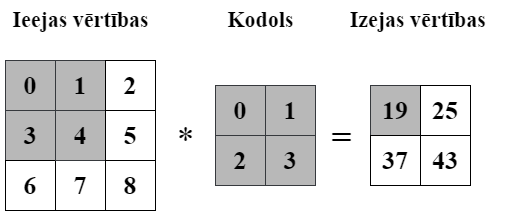 Ieejas vērtības Kodols Izejas vērtības
0 1 2
0 1 19 25
3 4 5 * =
2 3 37 43
6 7 8